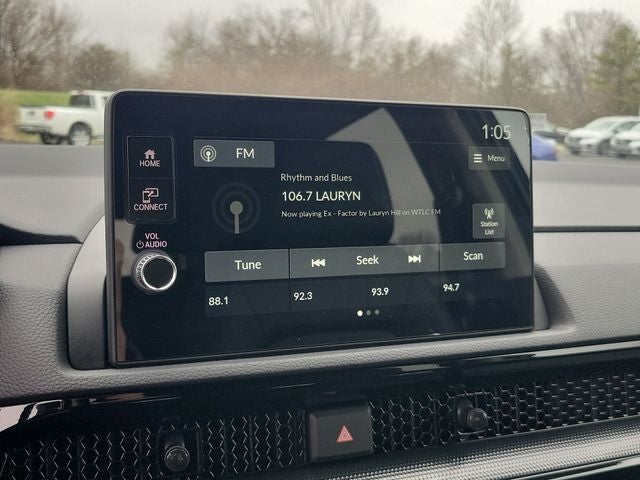 1:05
HOME
FM
Menu
Rhythm and Blues
106.7 LAURYN
Now playing Ex - Factor by Lauryn Hill on WTLC FM
CONNECT
Station
List
VOL
AUDIO
Tune
Seek
Scan
88.1
92.3
93.9
94.7